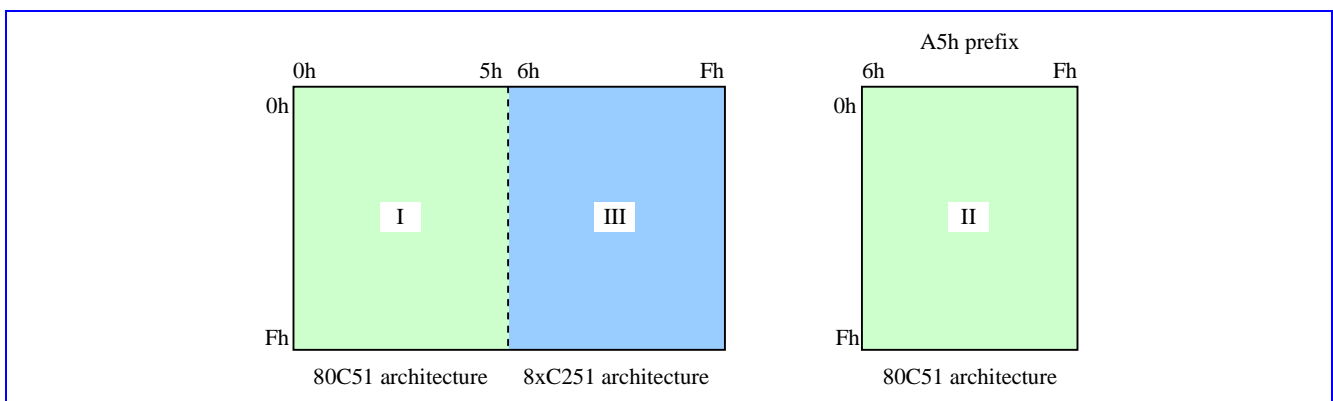 A5h prefix
0h 5h 6h Fh 6h Fh
0h 0h
I III II
Fh Fh
80C51 architecture 8xC251 architecture 80C51 architecture